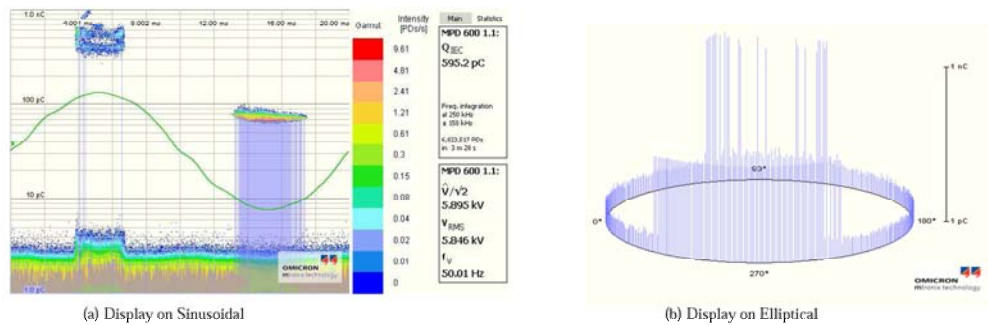 1.0 nC
4.001 ms
8.002 ms
12.00 ms
16.00 ms
20.00 ms
100 pC
10 pC
1.0 pC
OMICRON
mtronix technology
Gamut
Intensity
[PDs/s]
9.61
4.81
2.41
1.21
0.61
0.3
0.15
0.08
0.04
0.02
0.01
0
Main
Statistics
MPD 600 1.1:
Q IEC
595.2 pC
Freq. integration
at 250 kHz
± 150 kHz
in 3 m 28 s
MPD 600 1.1:
V̂/√2
5.895 kV
V RMS
5.846 kV
f V
50.01 Hz
(a) Display on Sinusoidal
1 nC
90°
0°
180°
1 pC
270°
OMICRON
mtronix technology
(b) Display on Elliptical